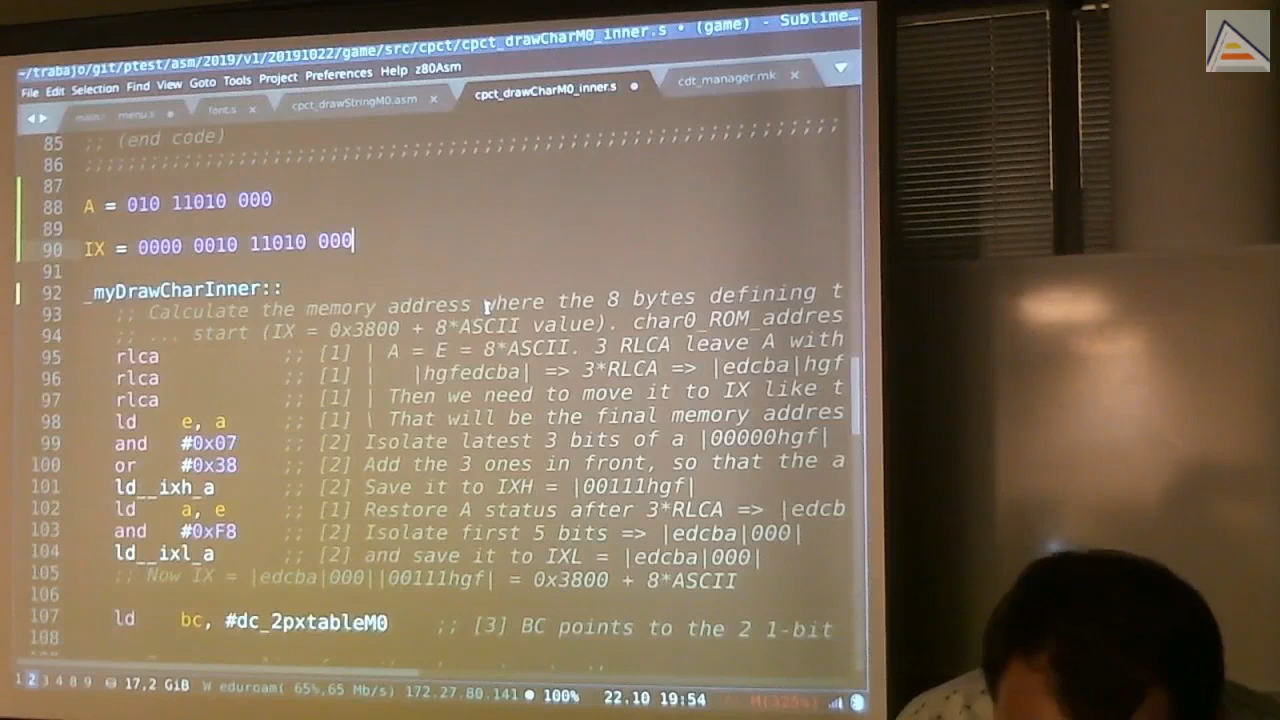 ~/trabajo/git/ptest/asm/2019/v1/20191022/game/src/cpct/cpct_drawCharM0_inner.s • (game) - Sublime…
File Edit Selection Find View Goto Tools Project Preferences Help z80Asm
menu.s font.s × cpct_drawStringM0.asm × cpct_drawCharM0_inner.s cdt_manager.mk ×
85 ;; (end code)
86 ;;;;;;;;;;;;;;;;;;;;;;;;;;;;;;;;;;;;;;;;;;;;;;;;;;;;;;;;;;;;;;;;;;;;;
87
88 A = 010 11010 000
89
90 IX = 0000 0010 11010 000
91
92 _myDrawCharInner::
93 ;; Calculate the memory address where the 8 bytes defining t
94 ;; ... start (IX = 0x3800 + 8*ASCII value). char0_ROM_addres
95 rlca ;; [1] | A = E = 8*ASCII. 3 RLCA leave A with
96 rlca ;; [1] | |hgfedcba| => 3*RLCA => |edcba|hgf
97 rlca ;; [1] | Then we need to move it to IX like t
98 ld e, a ;; [1] \ That will be the final memory addres
99 and #0x07 ;; [2] Isolate latest 3 bits of a |00000hgf|
100 or #0x38 ;; [2] Add the 3 ones in front, so that the a
101 ld__ixh_a ;; [2] Save it to IXH = |00111hgf|
102 ld a, e ;; [1] Restore A status after 3*RLCA => |edcb
103 and #0xF8 ;; [2] Isolate first 5 bits => |edcba|000|
104 ld__ixl_a ;; [2] and save it to IXL = |edcba|000|
105 ;; Now IX = |edcba|000||00111hgf| = 0x3800 + 8*ASCII
106
107 ld bc, #dc_2pxtableM0 ;; [3] BC points to the 2 1-bit
108
1 2 3 4 8 9 17,2 GiB W eduroam( 65%,65 Mb/s) 172.27.80.141 100% 22.10 19:54